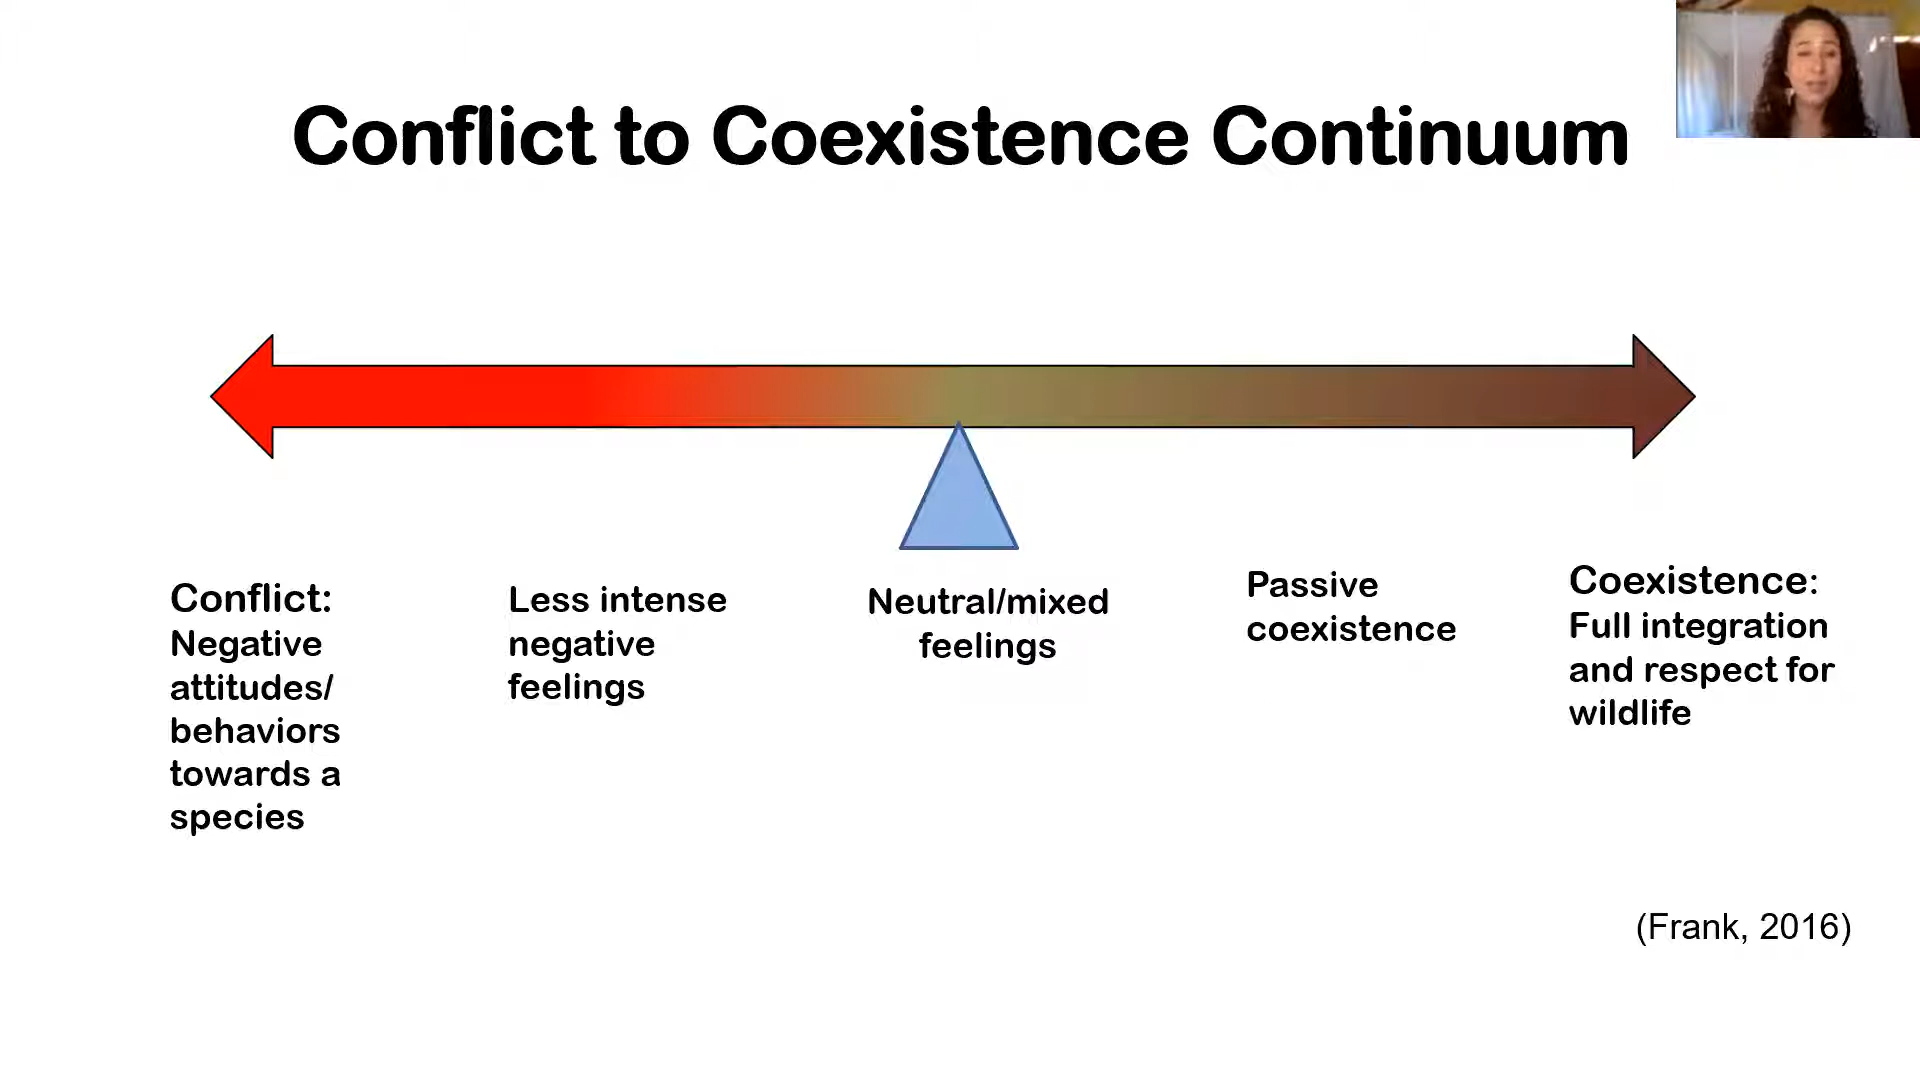 Conflict to Coexistence Continuum
Conflict:
Negative
attitudes/
behaviors
towards a
species
Less intense
negative
feelings
Neutral/mixed
feelings
Passive
coexistence
Coexistence:
Full integration
and respect for
wildlife
(Frank, 2016)